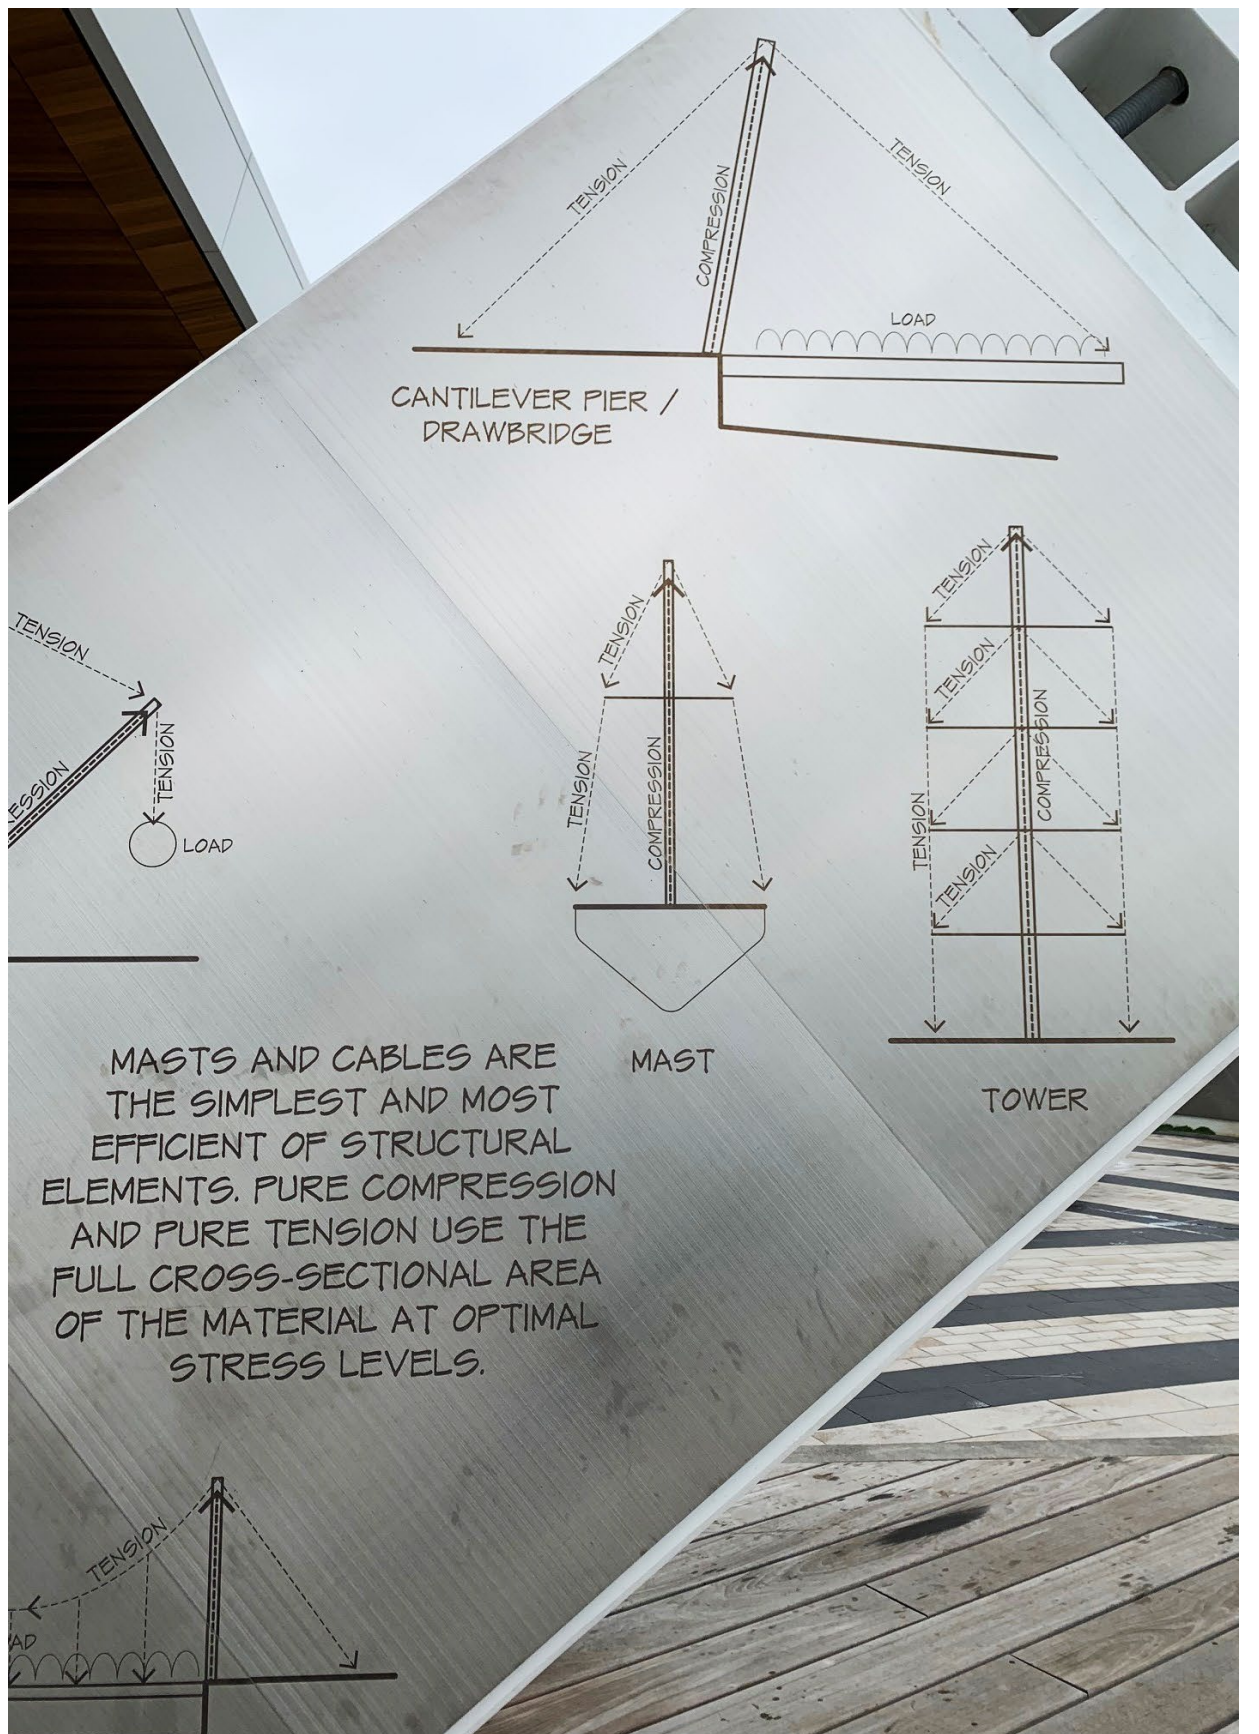 TENSION
TENSION
COMPRESSION
LOAD
CANTILEVER PIER /
DRAWBRIDGE
TENSION
TENSION
LOAD
TENSION
TENSION
COMPRESSION
MAST
TENSION
TENSION
COMPRESSION
TENSION
TENSION
TOWER
MASTS AND CABLES ARE
THE SIMPLEST AND MOST
EFFICIENT OF STRUCTURAL
ELEMENTS. PURE COMPRESSION
AND PURE TENSION USE THE
FULL CROSS-SECTIONAL AREA
OF THE MATERIAL AT OPTIMAL
STRESS LEVELS.
TENSION